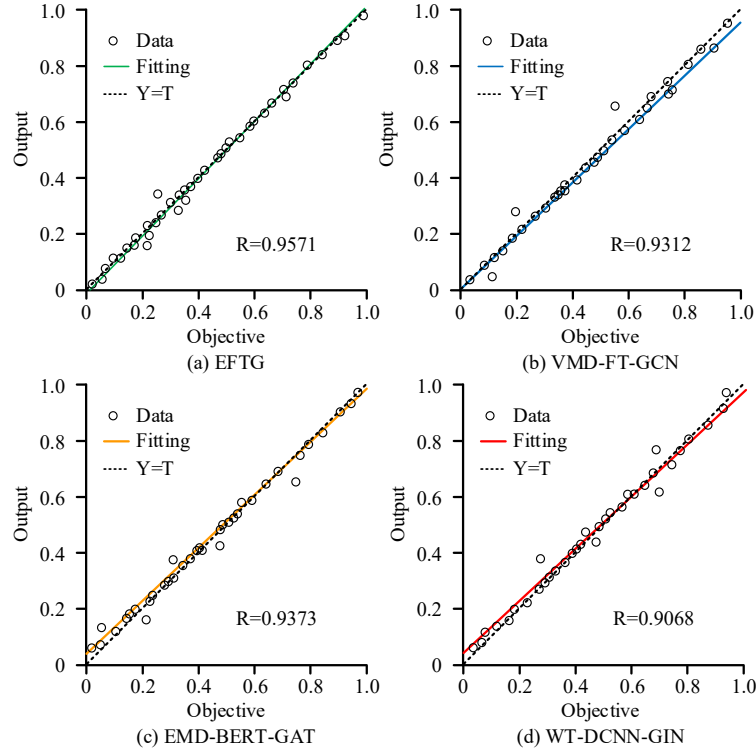 1.0
0.8
0.6
0.4
0.2
0
Output
Data
Fitting
Y=T
R=0.9571
0 0.2 0.4 0.6 0.8 1.0
Objective
(a) EFTG
1.0
0.8
0.6
0.4
0.2
0
Output
Data
Fitting
Y=T
R=0.9312
0 0.2 0.4 0.6 0.8 1.0
Objective
(b) VMD-FT-GCN
1.0
0.8
0.6
0.4
0.2
0
Output
Data
Fitting
Y=T
R=0.9373
0 0.2 0.4 0.6 0.8 1.0
Objective
(c) EMD-BERT-GAT
1.0
0.8
0.6
0.4
0.2
0
Output
Data
Fitting
Y=T
R=0.9068
0 0.2 0.4 0.6 0.8 1.0
Objective
(d) WT-DCNN-GIN